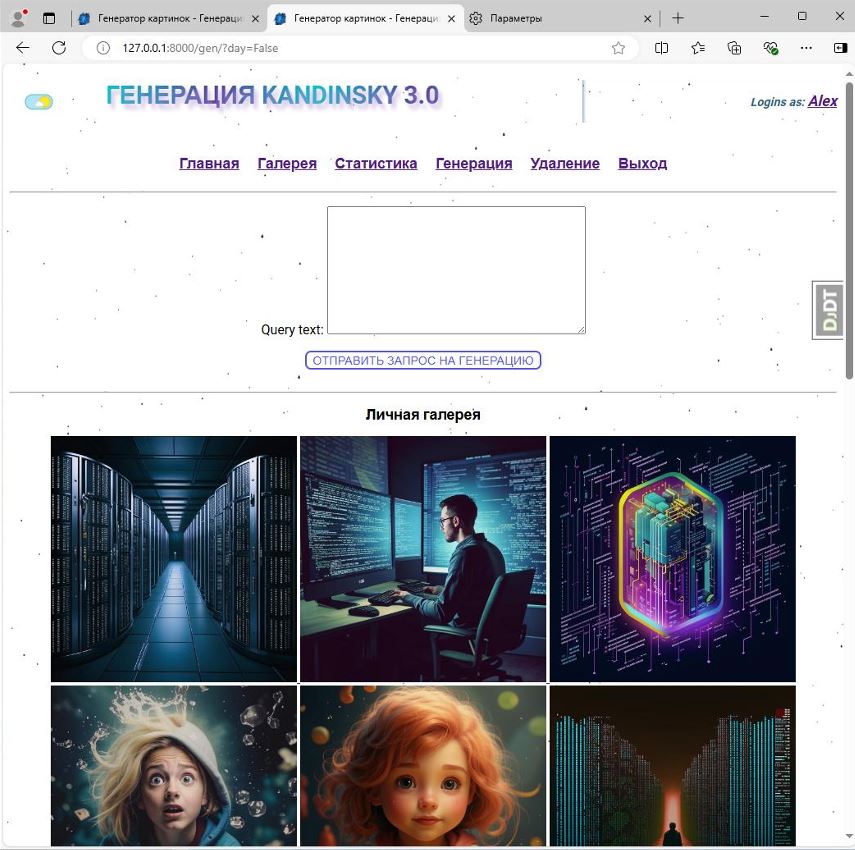 Генератор картинок - Генераци
Генератор картинок - Генераци
Параметры
127.0.0.1:8000/gen/?day=False
ГЕНЕРАЦИЯ KANDINSKY 3.0
Logins as: Alex
Главная Галерея Статистика Генерация Удаление Выход
DJDT
Query text:
ОТПРАВИТЬ ЗАПРОС НА ГЕНЕРАЦИЮ
Личная галерея